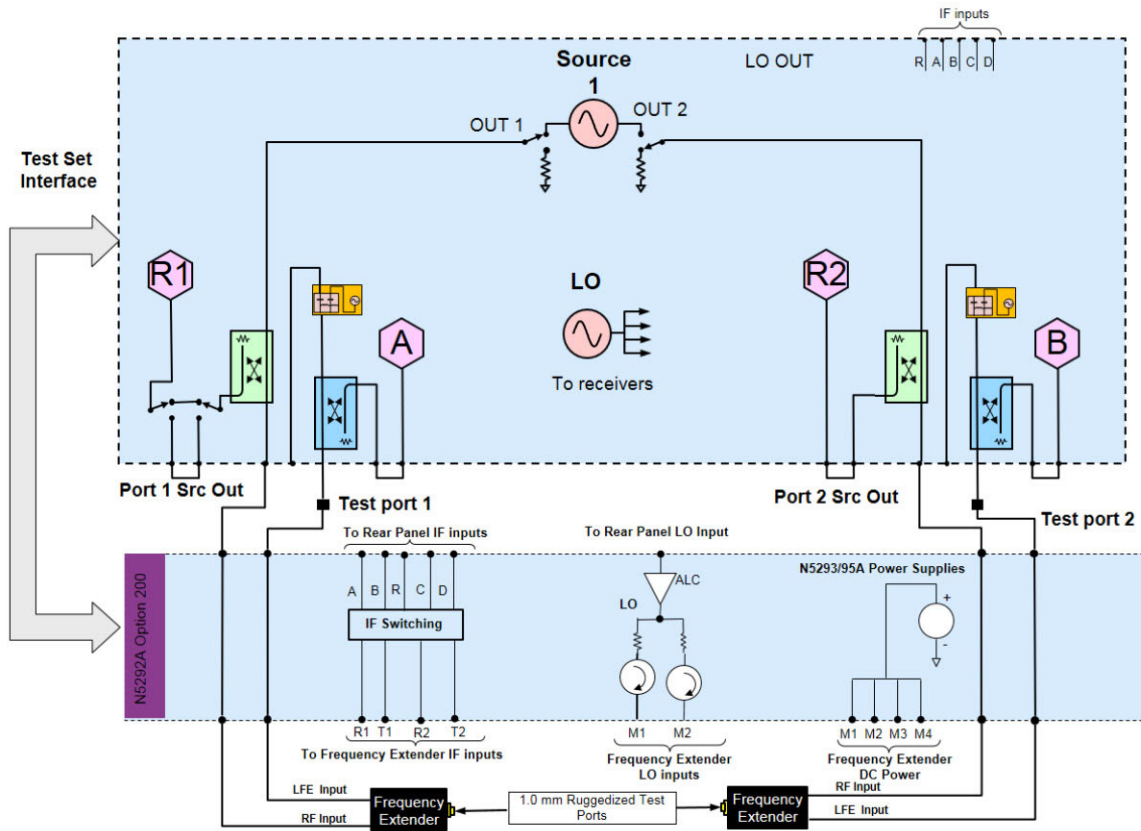 IF inputs
R A B C D
LO OUT
Source
1
OUT 1
OUT 2
Test Set
Interface
R1
A
LO
To receivers
R2
B
Port 1 Src Out
Test port 1
Port 2 Src Out
Test port 2
To Rear Panel IF inputs
A B R C D
IF Switching
R1 T1 R2 T2
To Frequency Extender IF inputs
To Rear Panel LO Input
ALC
LO
M1 M2
Frequency Extender
LO inputs
N5293/95A Power Supplies
+
-
M1 M2 M3 M4
Frequency Extender
DC Power
N5292A Option 200
LFE Input
RF Input
Frequency
Extender
1.0 mm Ruggedized Test
Ports
Frequency
Extender
RF Input
LFE Input